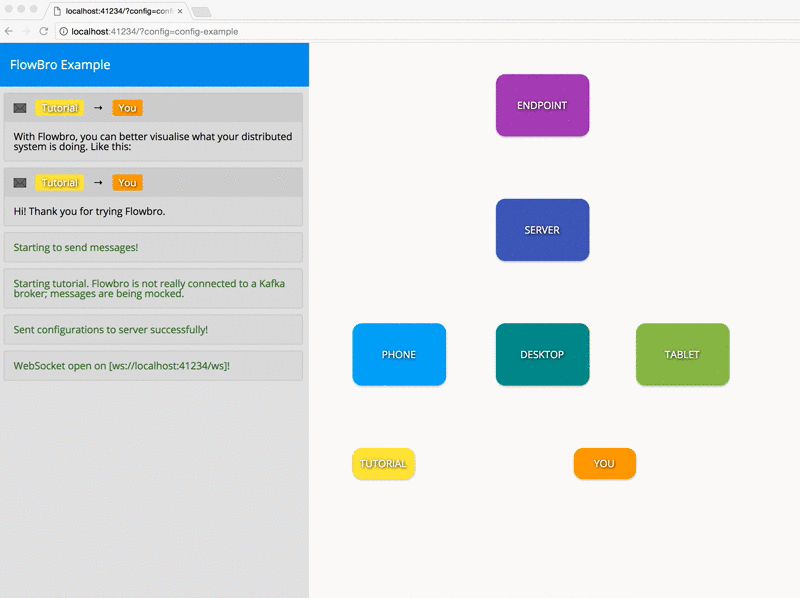 localhost:41234/?config=conf
localhost:41234/?config=config-example
FlowBro Example
Tutorial → You
With Flowbro, you can better visualise what your distributed
system is doing. Like this:
Tutorial → You
Hi! Thank you for trying Flowbro.
Starting to send messages!
Starting tutorial. Flowbro is not really connected to a Kafka
broker; messages are being mocked.
Sent configurations to server successfully!
WebSocket open on [ws://localhost:41234/ws]!
ENDPOINT
SERVER
PHONE DESKTOP TABLET
TUTORIAL YOU